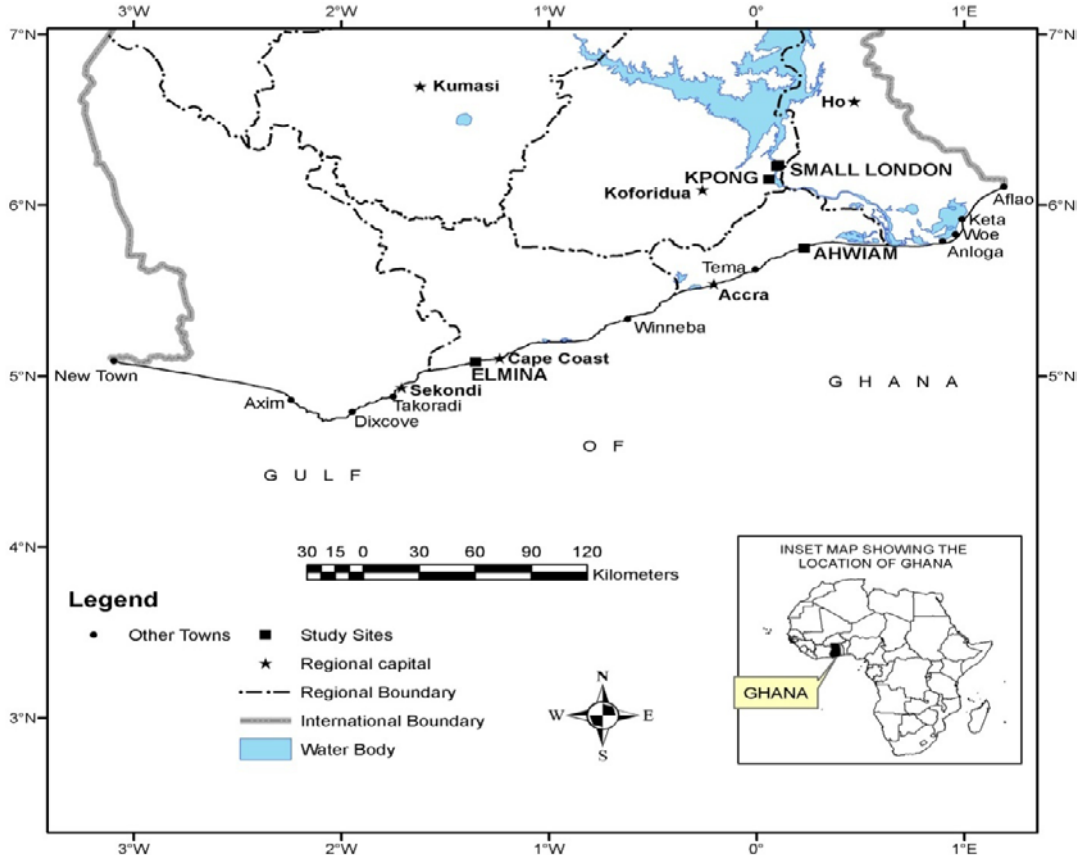 3°W 2°W 1°W 0° 1°E
7°N 7°N
Kumasi
Ho
SMALL LONDON
KPONG
Koforidua
Aflao
6°N 6°N
Keta
Woe
Anloga
AHWIAM
Tema
Accra
Winneba
Cape Coast
ELMINA
5°N 5°N
New Town
Sekondi
Takoradi
Axim
Dixcove
GHANA
OF
GULF
4°N 4°N
30 15 0 30 60 90 120
Kilometers
INSET MAP SHOWING THE
LOCATION OF GHANA
GHANA
Legend
Other Towns
Study Sites
Regional capital
Regional Boundary
International Boundary
Water Body
N
W E
S
3°N 3°N
3°W 2°W 1°W 0° 1°E